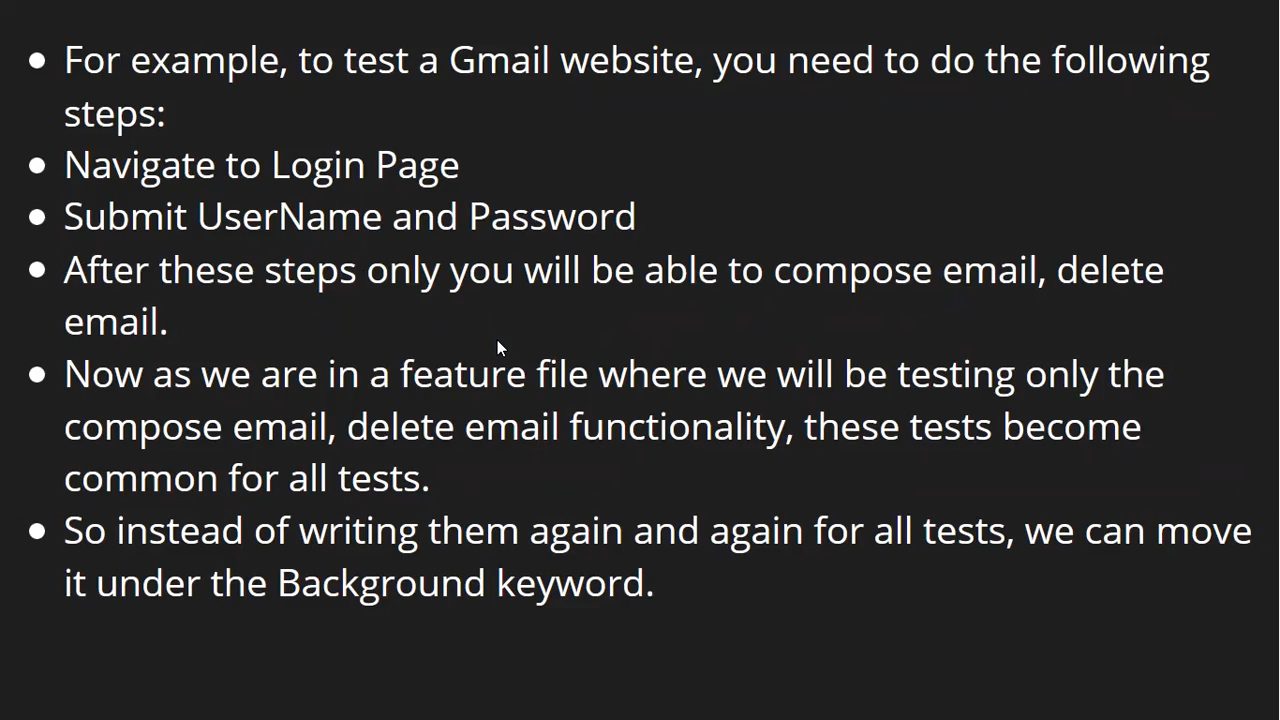 • For example, to test a Gmail website, you need to do the following
steps:
• Navigate to Login Page
• Submit UserName and Password
• After these steps only you will be able to compose email, delete
email.
• Now as we are in a feature file where we will be testing only the
compose email, delete email functionality, these tests become
common for all tests.
• So instead of writing them again and again for all tests, we can move
it under the Background keyword.